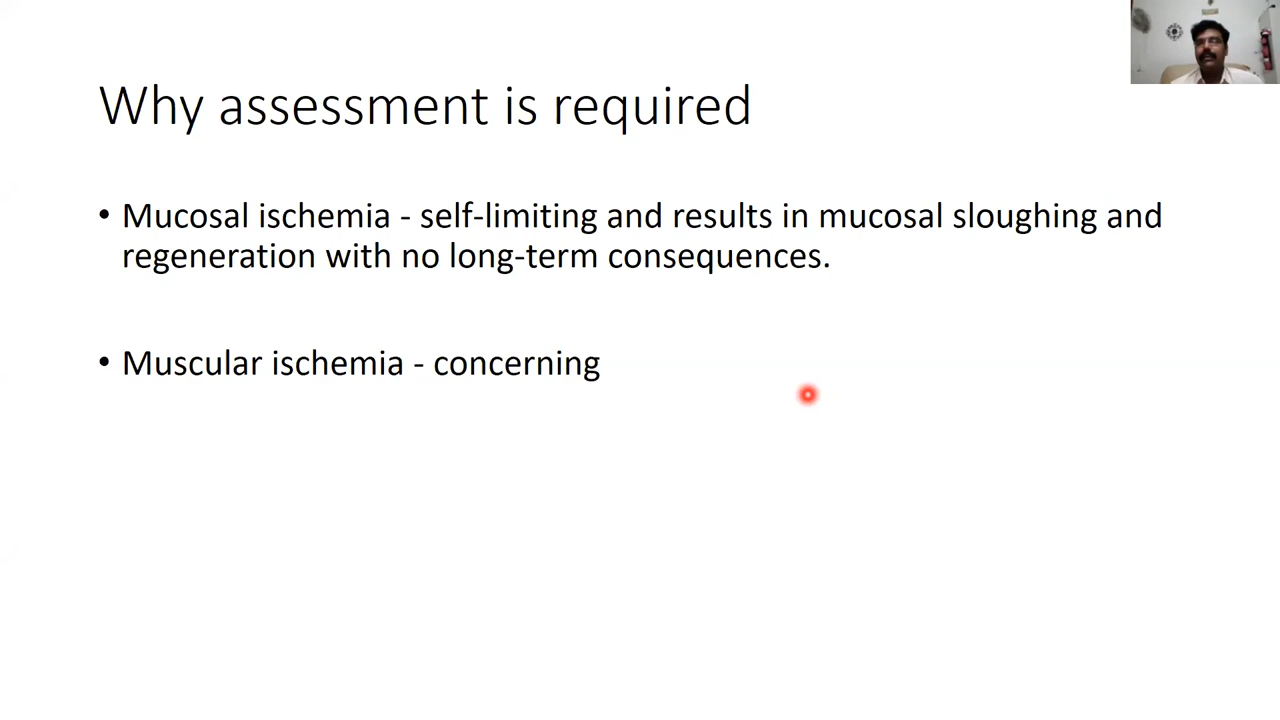 Why assessment is required
• Mucosal ischemia - self-limiting and results in mucosal sloughing and
regeneration with no long-term consequences.
• Muscular ischemia - concerning